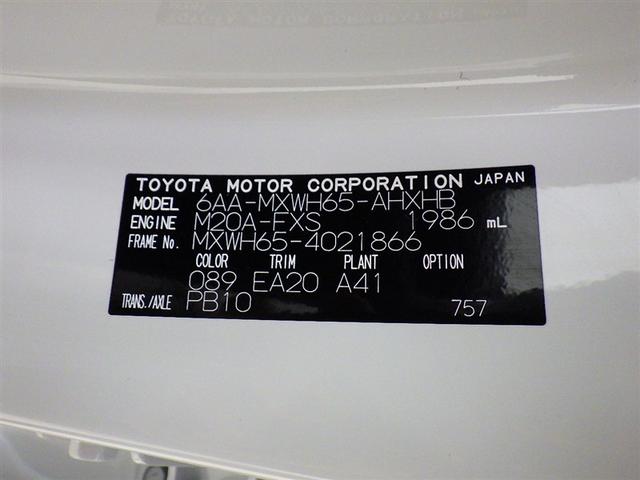 TOYOTA MOTOR CORPORATION JAPAN
MODEL 6AA-MXWH65-AHXHB
ENGINE M20A-FXS 1986 mL
FRAME No. MXWH65-4021866
COLOR TRIM PLANT OPTION
089 EA20 A41
TRANS./AXLE PB10 757